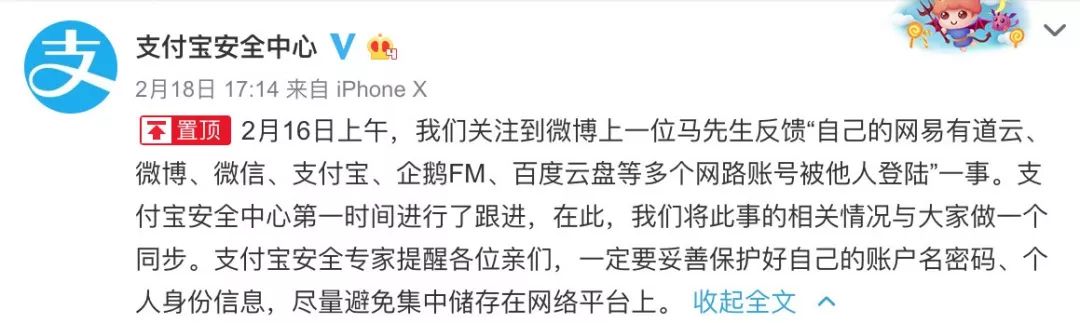 支付宝安全中心
2月18日 17:14 来自 iPhone X
置顶 2月16日上午，我们关注到微博上一位马先生反馈“自己的网易有道云、
微博、微信、支付宝、企鹅FM、百度云盘等多个网路账号被他人登陆”一事。支
付宝安全中心第一时间进行了跟进，在此，我们将此事的相关情况与大家做一个
同步。支付宝安全专家提醒各位亲们，一定要妥善保护好自己的账户名密码、个
人身份信息，尽量避免集中储存在网络平台上。 收起全文